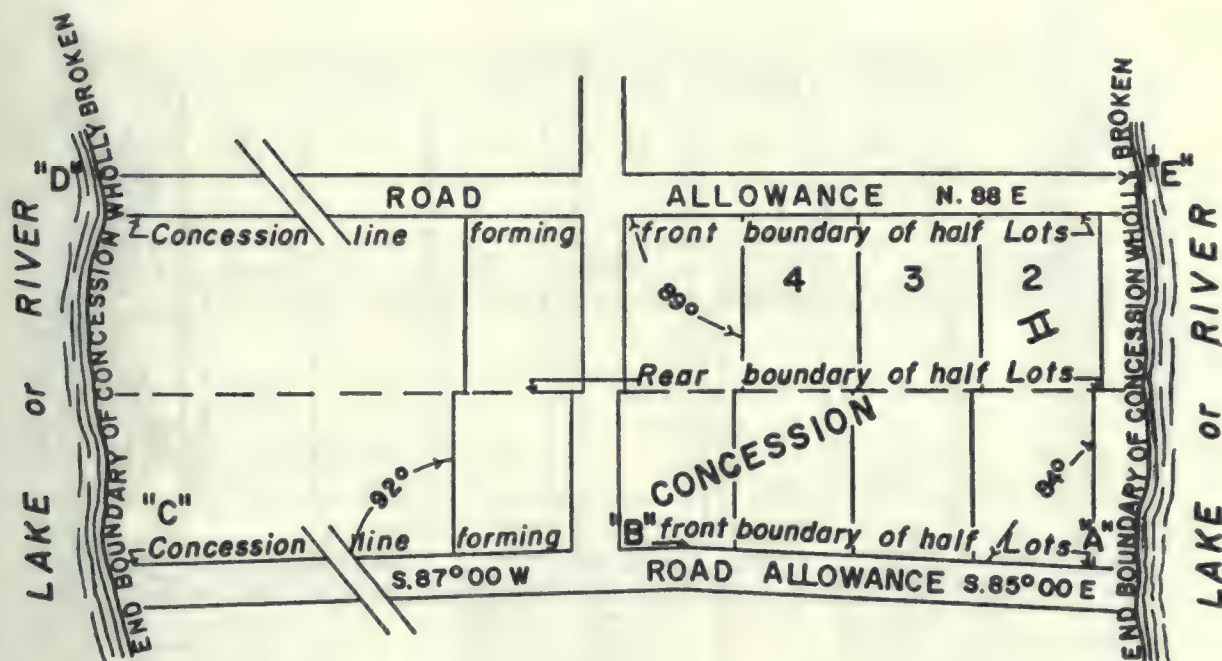 END BOUNDARY OF CONCESSION WHOLLY BROKEN
END BOUNDARY OF CONCESSION WHOLLY BROKEN
"D"
"E"
LAKE or RIVER
LAKE or RIVER
ROAD ALLOWANCE N. 88 E
Concession line forming front boundary of half Lots
4 3 2
89°
II
Rear boundary of half Lots
CONCESSION
92°
94°
"C"
"B" "A"
Concession line forming front boundary of half Lots
S. 87° 00 W ROAD ALLOWANCE S. 85° 00 E